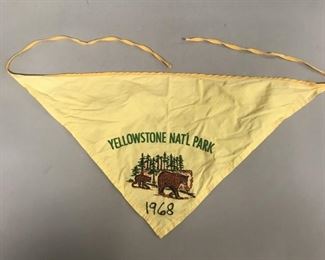 YELLOWSTONE NAT'L PARK
1968